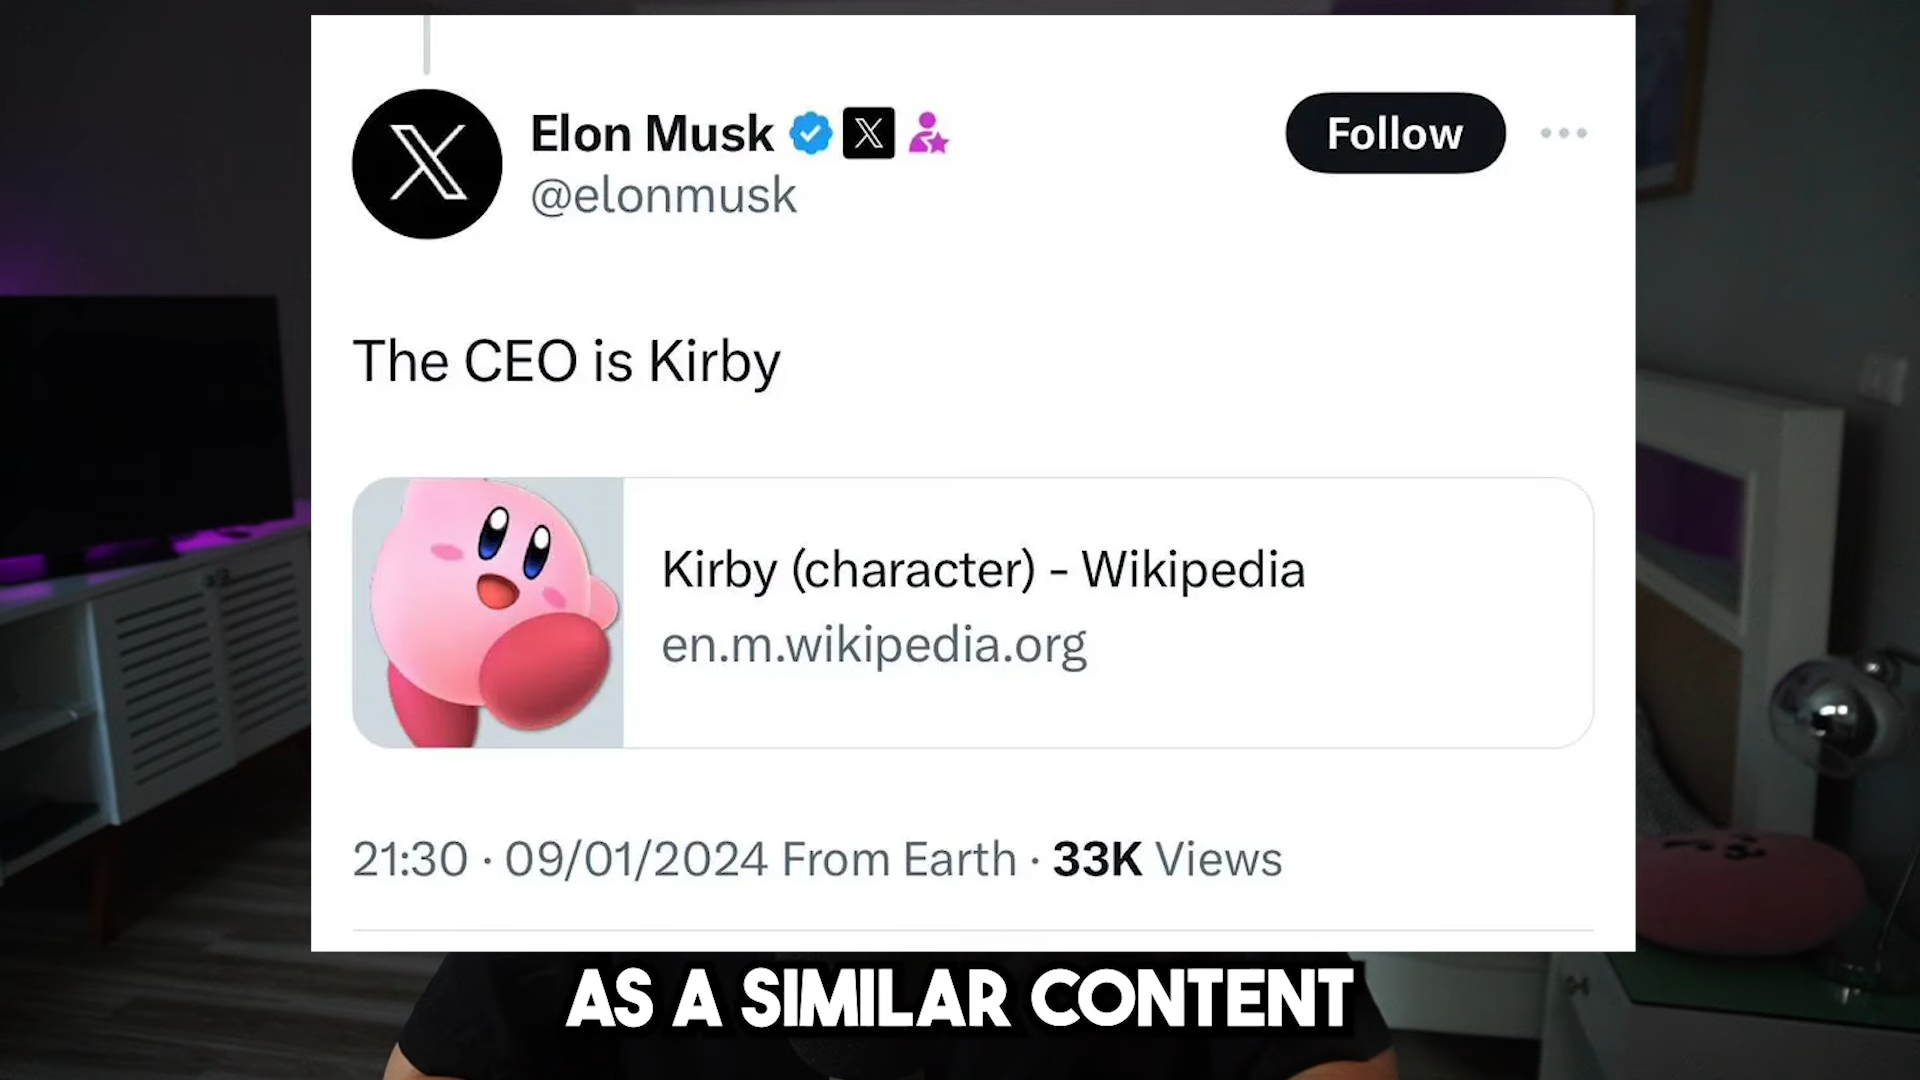 Elon Musk
@elonmusk
Follow
The CEO is Kirby
Kirby (character) - Wikipedia
en.m.wikipedia.org
21:30 · 09/01/2024 From Earth · 33K Views
AS A SIMILAR CONTENT